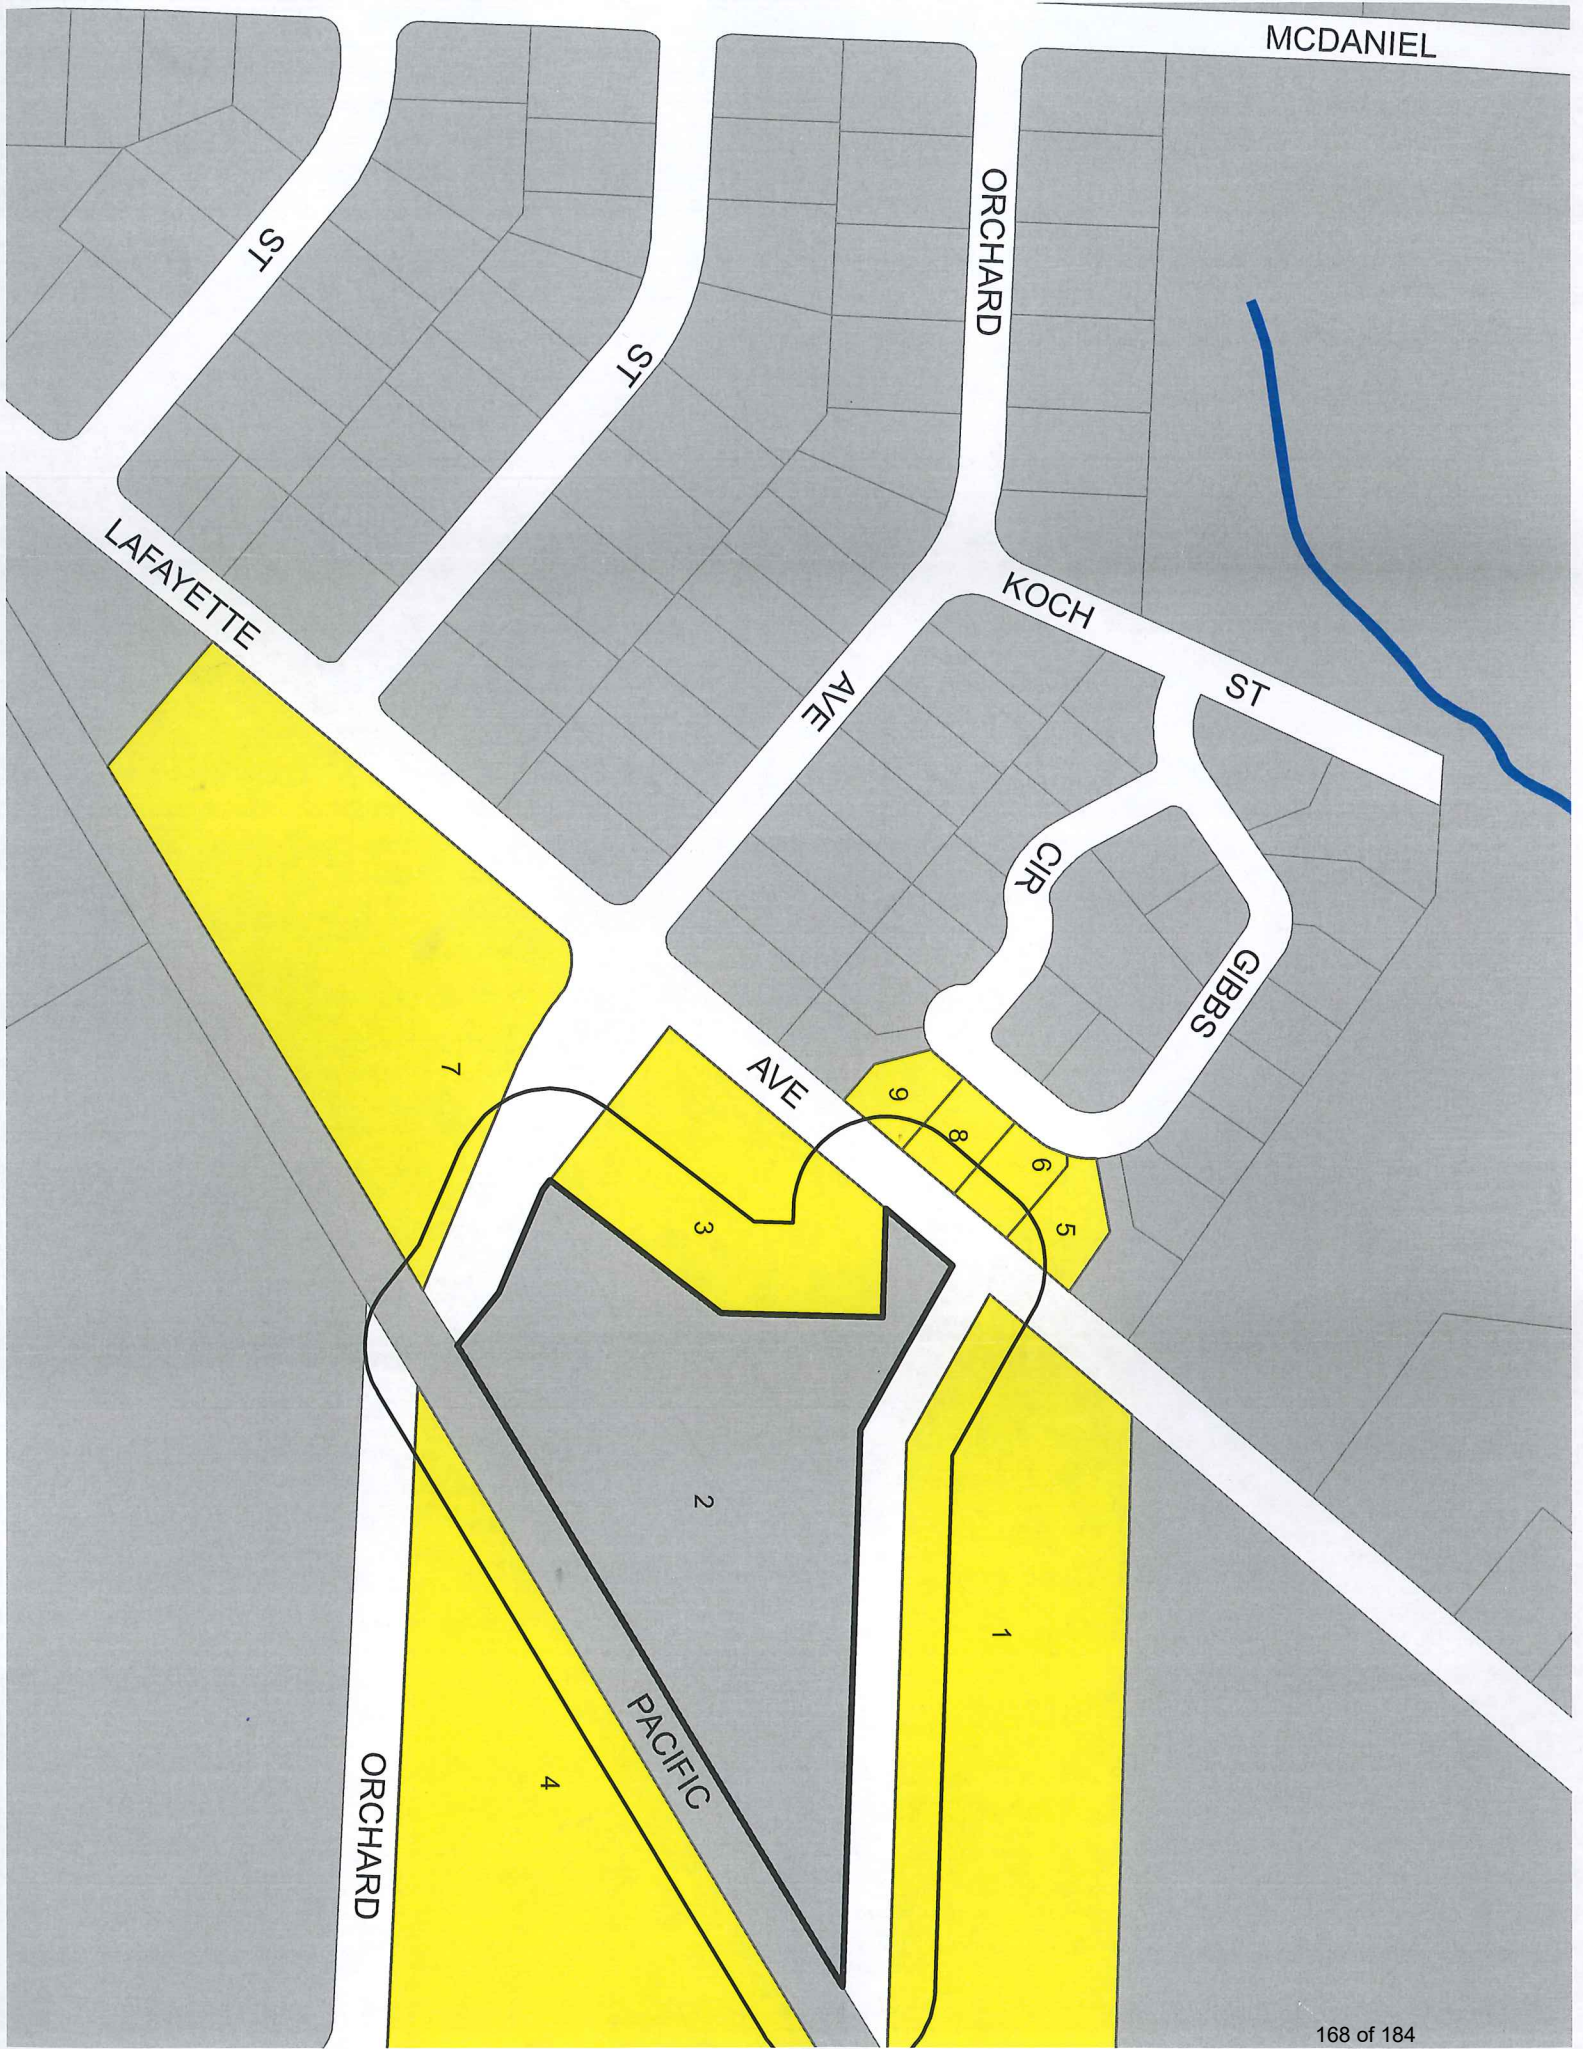 MCDANIEL
ORCHARD
ST
ST
LAFAYETTE
KOCH
ST
AVE
CIR
GIBBS
AVE
7
9
8
6
5
3
2
1
PACIFIC
4
ORCHARD
168 of 184